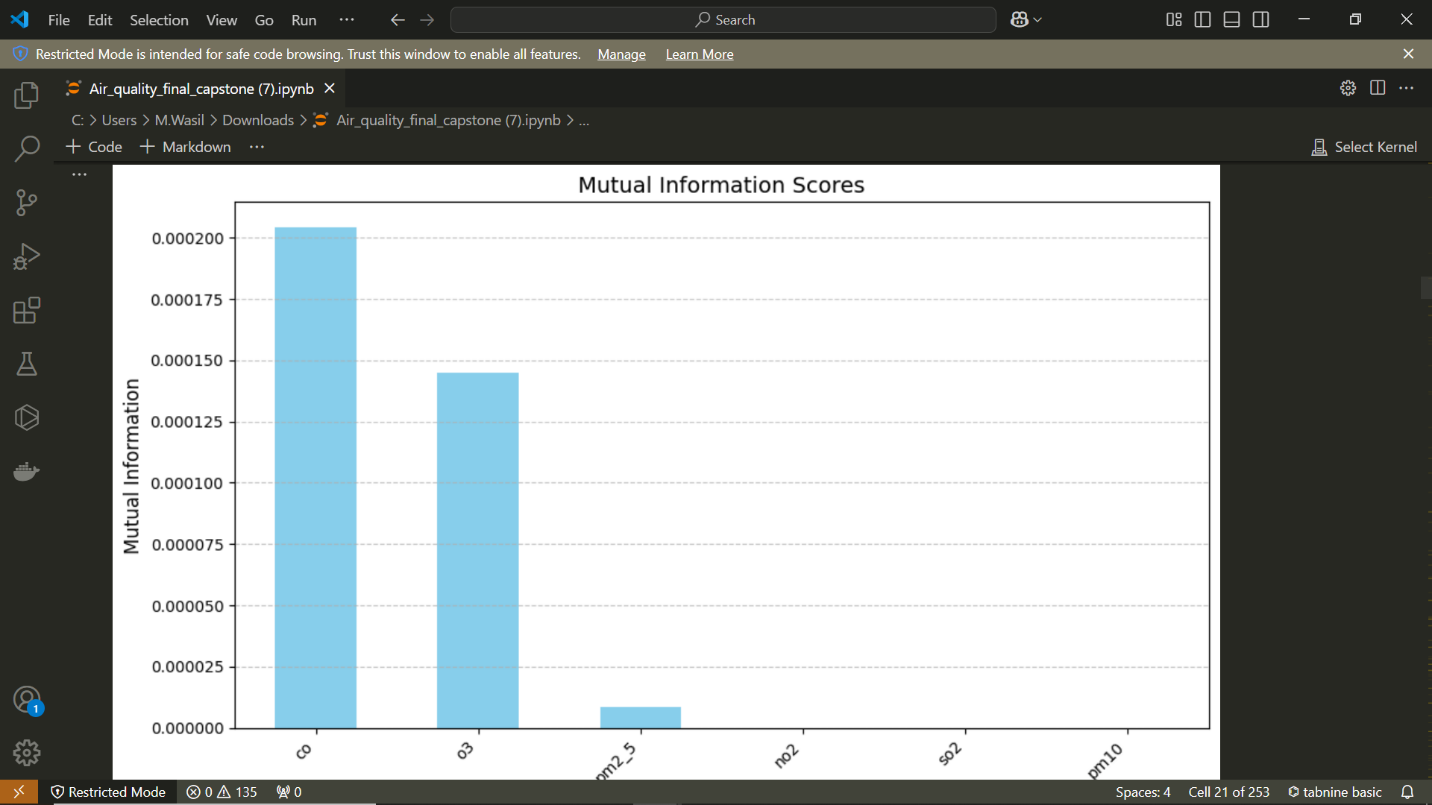 File Edit Selection View Go Run ··· Search
Restricted Mode is intended for safe code browsing. Trust this window to enable all features. Manage Learn More
Air_quality_final_capstone (7).ipynb
C: > Users > M.Wasil > Downloads > Air_quality_final_capstone (7).ipynb > ...
+ Code + Markdown ··· Select Kernel
Mutual Information Scores
0.000200
0.000175
0.000150
0.000125
0.000100
0.000075
0.000050
0.000025
0.000000
Mutual Information
co o3 pm2_5 no2 so2 pm10
1
Restricted Mode 0 135 0 Spaces: 4 Cell 21 of 253 tabnine basic